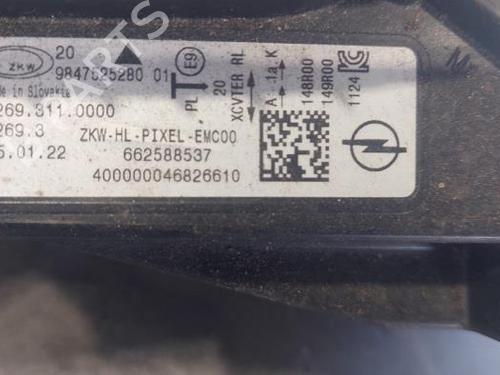 ZKW 20
9847525280 01
de in Slovakia
269.311.0000
269.3
5.01.22
ZKW-HL-PIXEL-EMC00
662588537
400000046826610
E9
PL
20
XCVTER RL
A .1a K
148R00
149R00
1124
PARTS